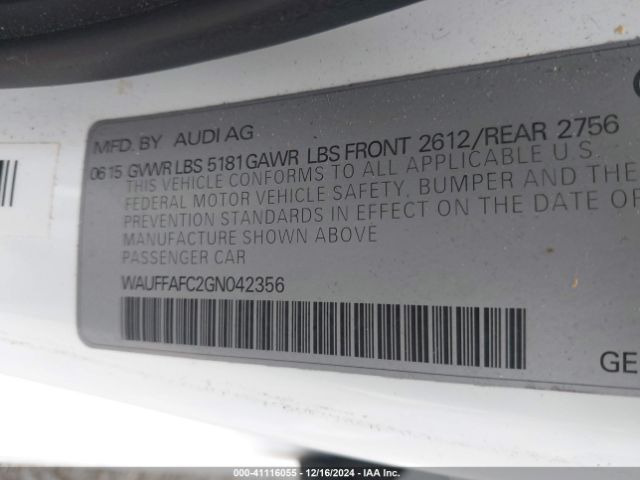 MFD. BY AUDI AG
0615 GVWR LBS 5181 GAWR LBS FRONT 2612/REAR 2756
THIS VEHICLE CONFORMS TO ALL APPLICABLE U.S.
FEDERAL MOTOR VEHICLE SAFETY, BUMPER AND THE
PREVENTION STANDARDS IN EFFECT ON THE DATE OF
MANUFACTURE SHOWN ABOVE
PASSENGER CAR
WAUFFAFC2GN042356
GE
000-41116055 — 12/16/2024 — IAA Inc.